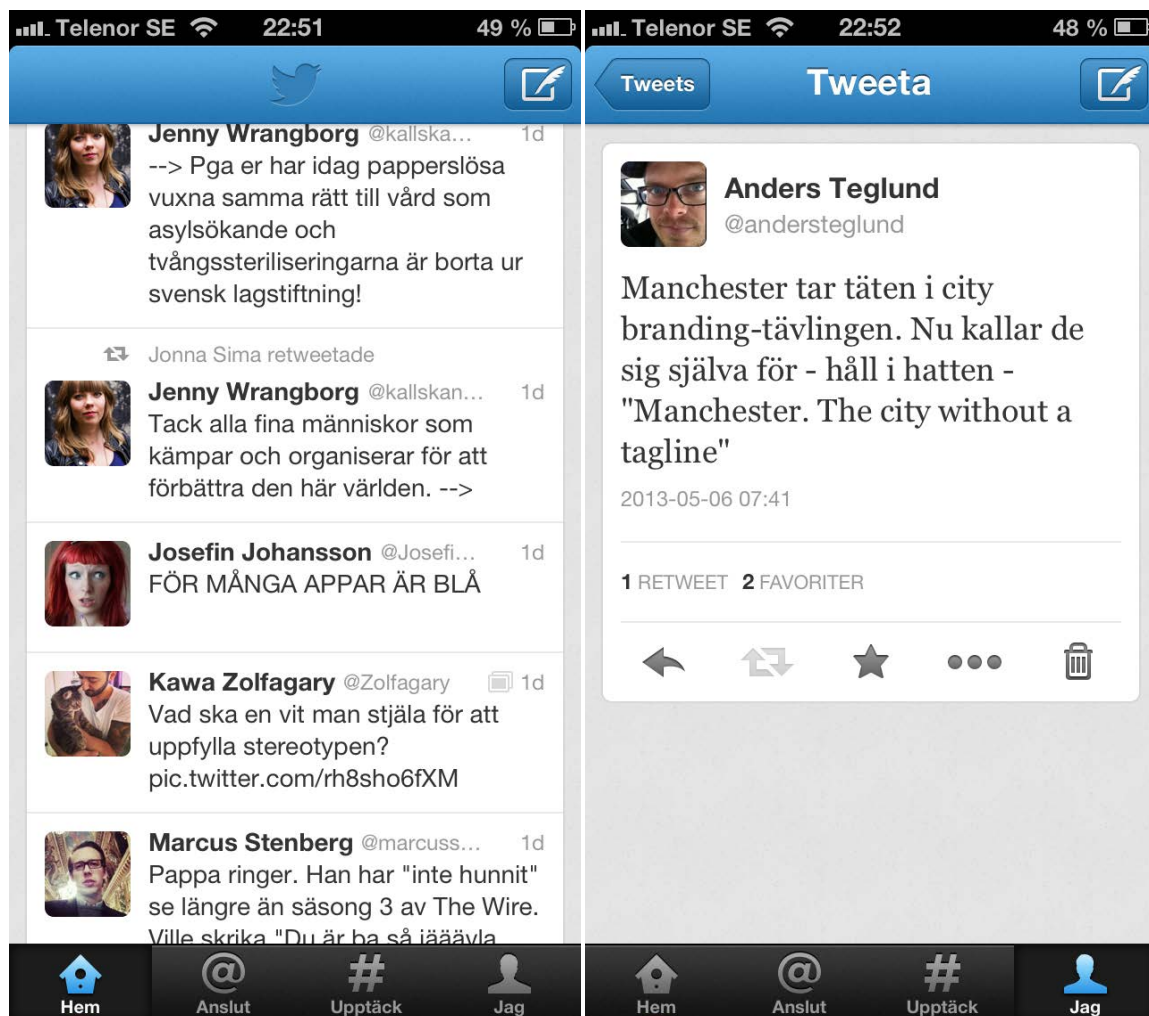 Telenor SE 22:51 49 %
Jenny Wrangborg @kallska... 1d
--> Pga er har idag papperslösa
vuxna samma rätt till vård som
asylsökande och
tvångssteriliseringarna är borta ur
svensk lagstiftning!
Jonna Sima retweetade
Jenny Wrangborg @kallskan... 1d
Tack alla fina människor som
kämpar och organiserar för att
förbättra den här världen. -->
Josefin Johansson @Josefi... 1d
FÖR MÅNGA APPAR ÄR BLÅ
Kawa Zolfagary @Zolfagary 1d
Vad ska en vit man stjäla för att
uppfylla stereotypen?
pic.twitter.com/rh8sho6fXM
Marcus Stenberg @marcuss... 1d
Pappa ringer. Han har "inte hunnit"
se längre än säsong 3 av The Wire.
Ville skrika "Du är ba så jääävla
Hem Anslut Upptäck Jag
Telenor SE 22:52 48 %
Tweets Tweeta
Anders Teglund
@andersteglund
Manchester tar täten i city
branding-tävlingen. Nu kallar de
sig själva för - håll i hatten -
"Manchester. The city without a
tagline"
2013-05-06 07:41
1 RETWEET 2 FAVORITER
Hem Anslut Upptäck Jag